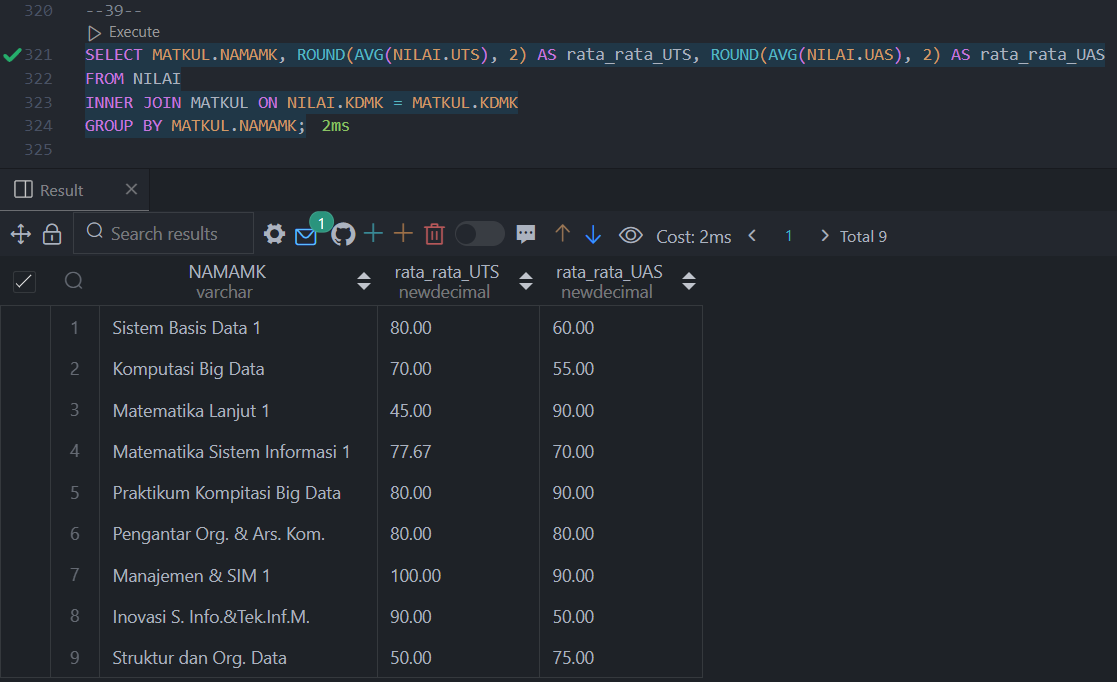 320 --39--
Execute
321 SELECT MATKUL.NAMAMK, ROUND(AVG(NILAI.UTS), 2) AS rata_rata_UTS, ROUND(AVG(NILAI.UAS), 2) AS rata_rata_UAS
322 FROM NILAI
323 INNER JOIN MATKUL ON NILAI.KDMK = MATKUL.KDMK
324 GROUP BY MATKUL.NAMAMK; 2ms
325
Result
Search results 1 Cost: 2ms 1 Total 9
NAMAMK rata_rata_UTS rata_rata_UAS
varchar newdecimal newdecimal
1 Sistem Basis Data 1 80.00 60.00
2 Komputasi Big Data 70.00 55.00
3 Matematika Lanjut 1 45.00 90.00
4 Matematika Sistem Informasi 1 77.67 70.00
5 Praktikum Kompitasi Big Data 80.00 90.00
6 Pengantar Org. & Ars. Kom. 80.00 80.00
7 Manajemen & SIM 1 100.00 90.00
8 Inovasi S. Info.&Tek.Inf.M. 90.00 50.00
9 Struktur dan Org. Data 50.00 75.00